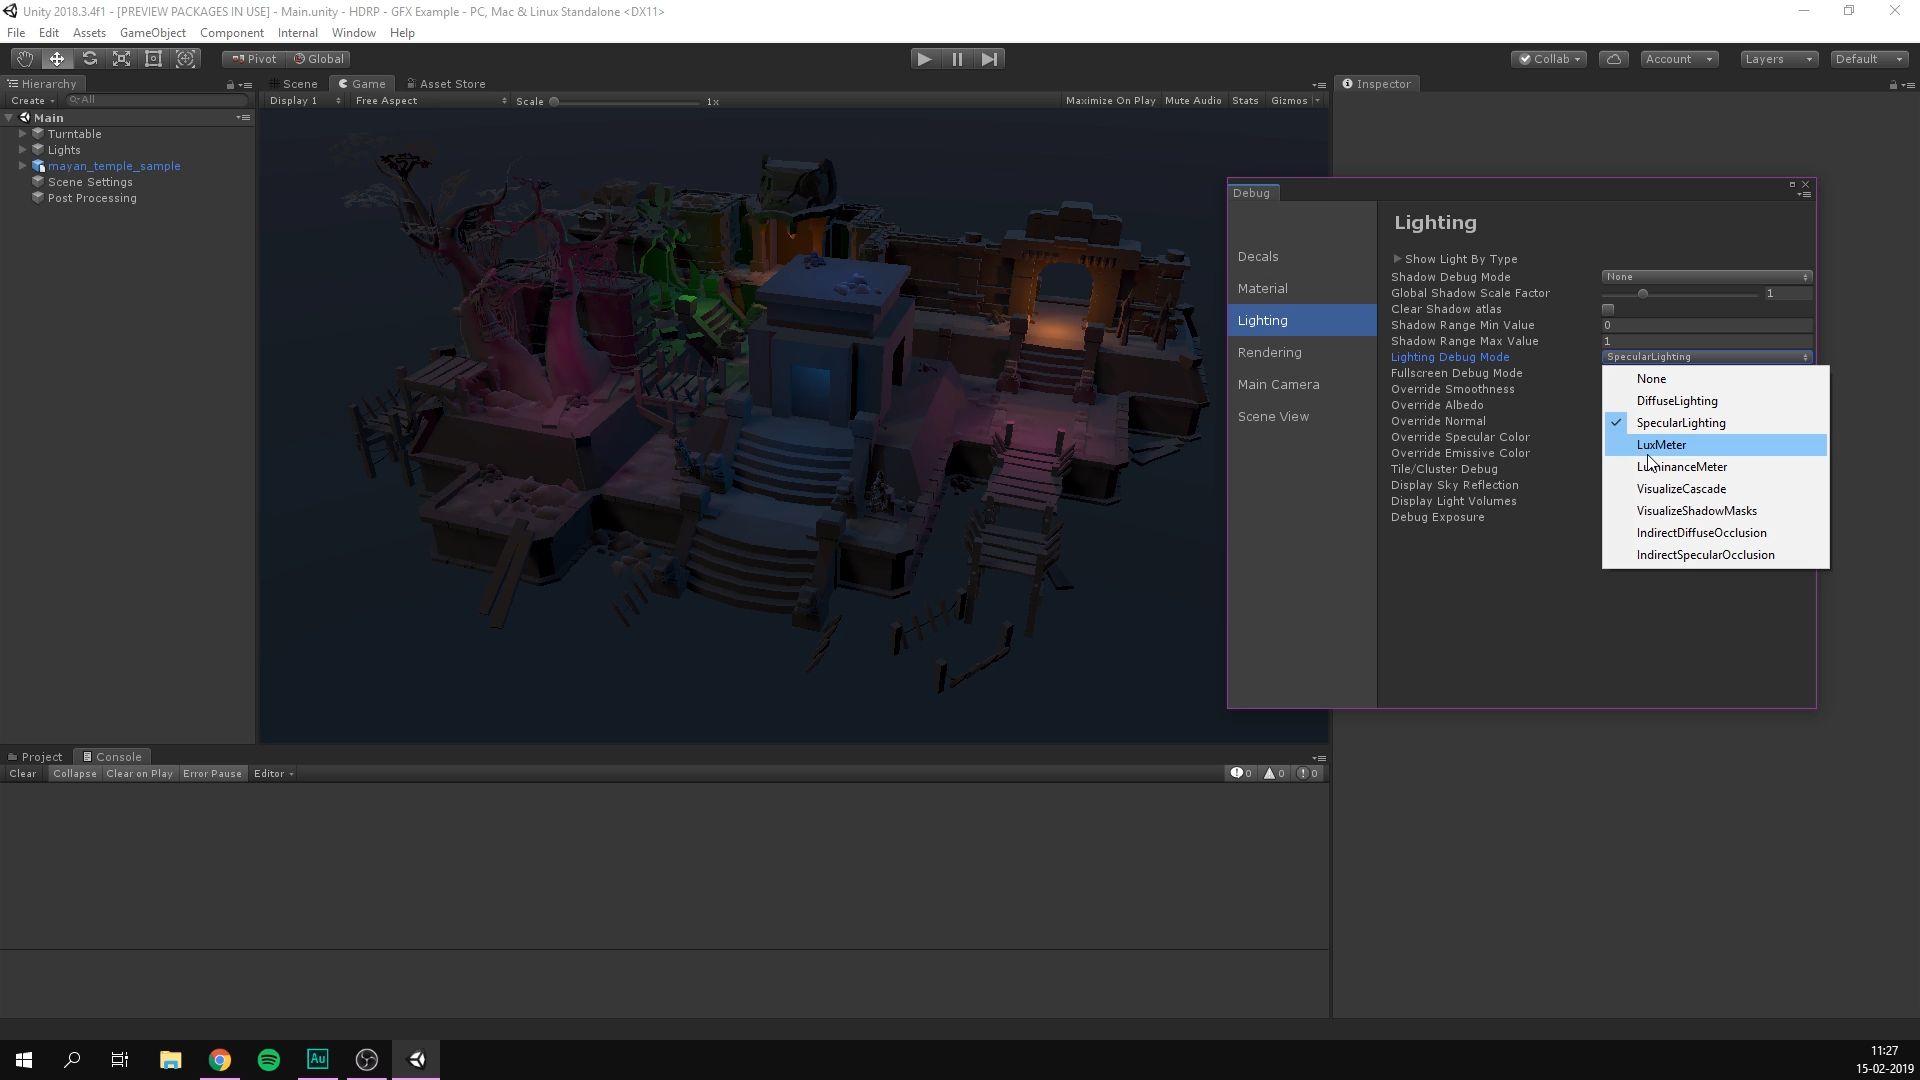 Unity 2018.3.4f1 - [PREVIEW PACKAGES IN USE] - Main.unity - HDRP - GFX Example - PC, Mac & Linux Standalone <DX11>
File Edit Assets GameObject Component Internal Window Help
Pivot Global Collab Account Layers Default
Hierarchy
Create All
Main
Turntable
Lights
mayan_temple_sample
Scene Settings
Post Processing
Scene Game Asset Store
Display 1 Free Aspect Scale 1x Maximize On Play Mute Audio Stats Gizmos
Inspector
Debug
Decals
Material
Lighting
Rendering
Main Camera
Scene View
Lighting
Show Light By Type
Shadow Debug Mode None
Global Shadow Scale Factor 1
Clear Shadow atlas
Shadow Range Min Value 0
Shadow Range Max Value 1
Lighting Debug Mode SpecularLighting
Fullscreen Debug Mode
Override Smoothness
Override Albedo
Override Normal
Override Specular Color
Override Emissive Color
Tile/Cluster Debug
Display Sky Reflection
Display Light Volumes
Debug Exposure
None
DiffuseLighting
SpecularLighting
LuxMeter
LuminanceMeter
VisualizeCascade
VisualizeShadowMasks
IndirectDiffuseOcclusion
IndirectSpecularOcclusion
Project Console
Clear Collapse Clear on Play Error Pause Editor 0 0 0
Au
11:27
15-02-2019